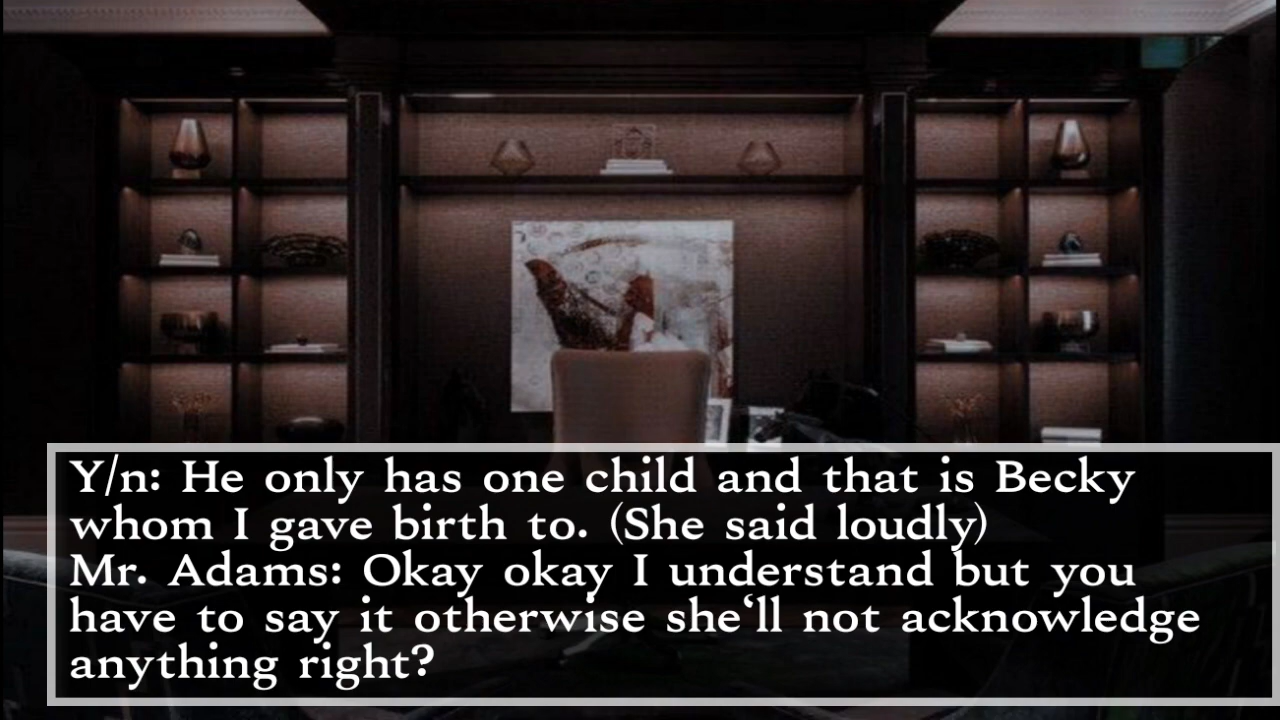 Y/n: He only has one child and that is Becky
whom I gave birth to. (She said loudly)
Mr. Adams: Okay okay I understand but you
have to say it otherwise she‘ll not acknowledge
anything right?